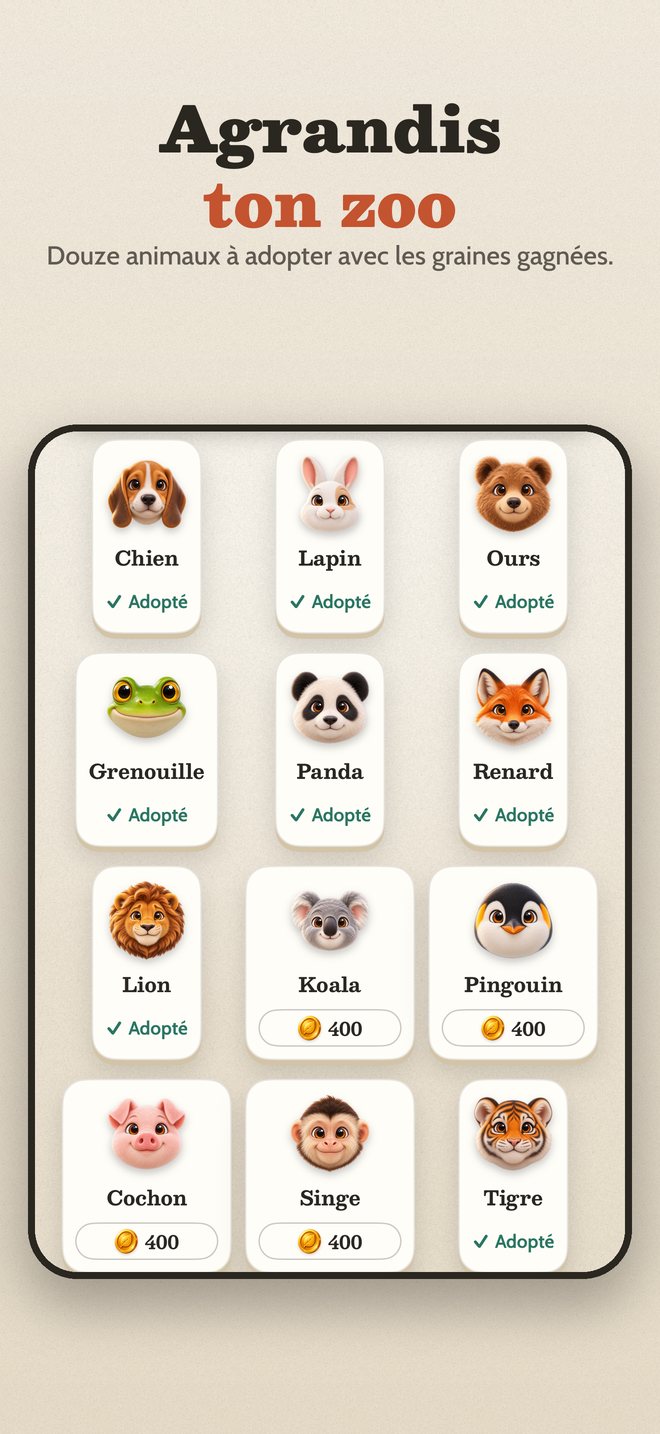 Agrandis
ton zoo
Douze animaux à adopter avec les graines gagnées.
Chien
Lapin
Ours
Adopté
Adopté
Adopté
Grenouille
Panda
Renard
Adopté
Adopté
Adopté
Lion
Koala
Pingouin
Adopté
400
400
Cochon
Singe
Tigre
400
400
Adopté